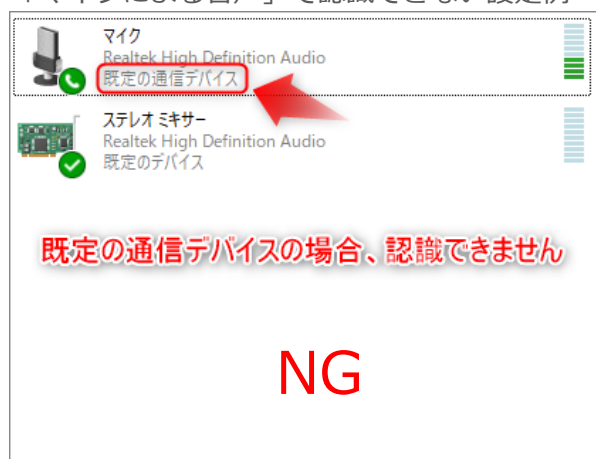 マイク
Realtek High Definition Audio
既定の通信デバイス
ステレオ ミキサー
Realtek High Definition Audio
既定のデバイス
既定の通信デバイスの場合、認識できません
NG